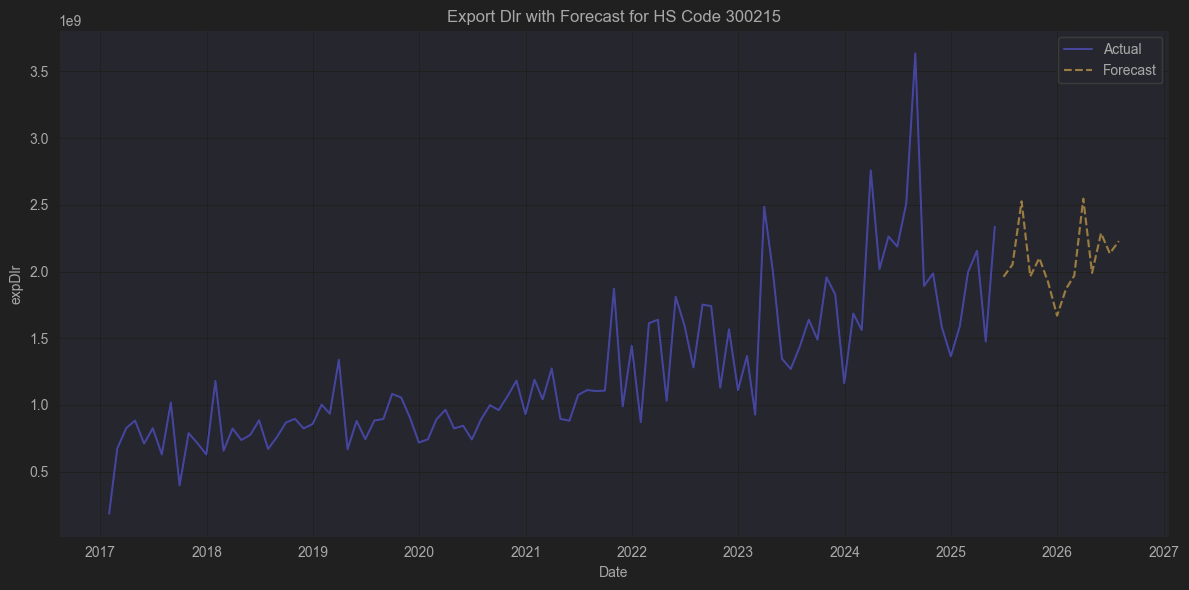 Export Dlr with Forecast for HS Code 300215
1e9
Actual
Forecast
3.5
3.0
2.5
2.0
1.5
1.0
0.5
expDlr
2017 2018 2019 2020 2021 2022 2023 2024 2025 2026 2027
Date